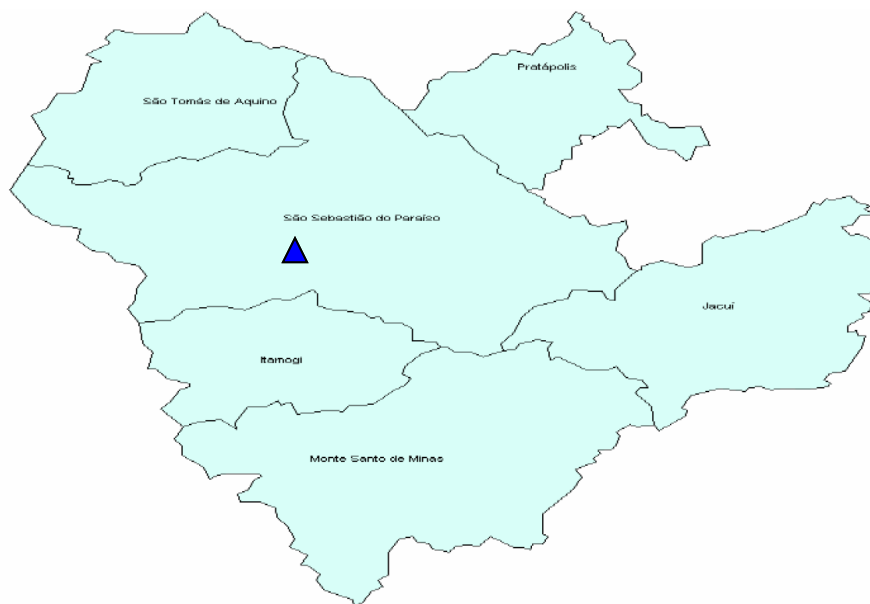 Pratápolis
São Tomás de Aquino
São Sebastião do Paraíso
Jacuí
Itamogi
Monte Santo de Minas